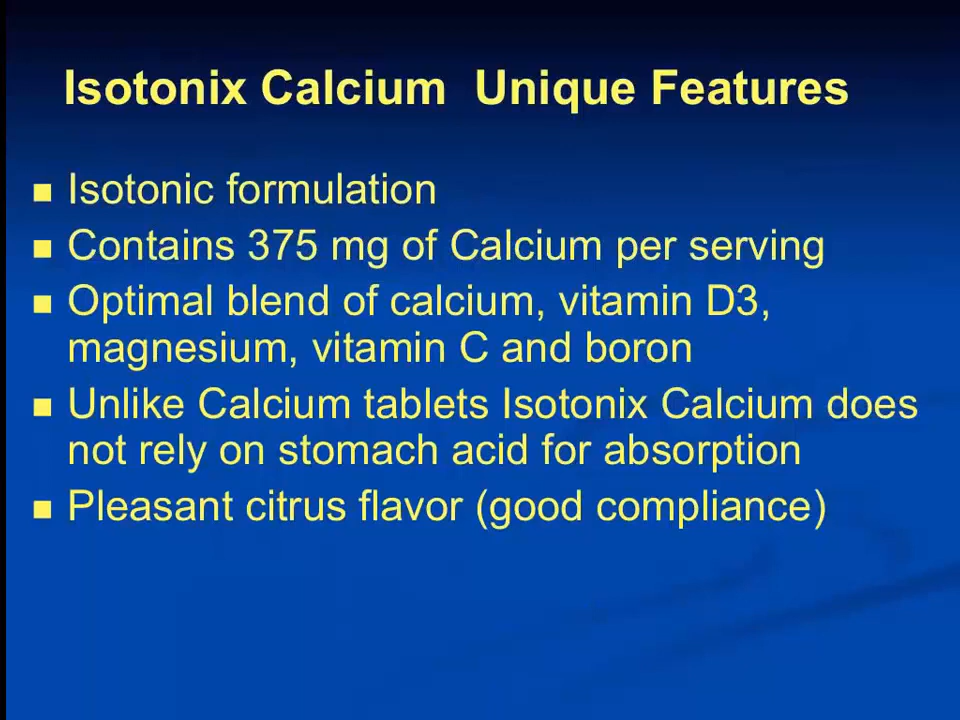 Isotonix Calcium  Unique Features
Isotonic formulation
Contains 375 mg of Calcium per serving
Optimal blend of calcium, vitamin D3,
magnesium, vitamin C and boron
Unlike Calcium tablets Isotonix Calcium does
not rely on stomach acid for absorption
Pleasant citrus flavor (good compliance)